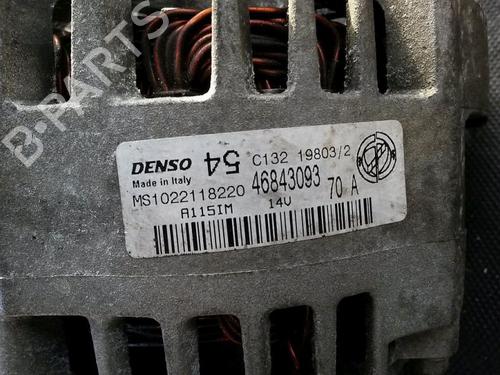 B-PARTS
DENSO 54 C132 19803/2
Made in Italy
MS1022118220 46843093 70 A
A115IM 14V